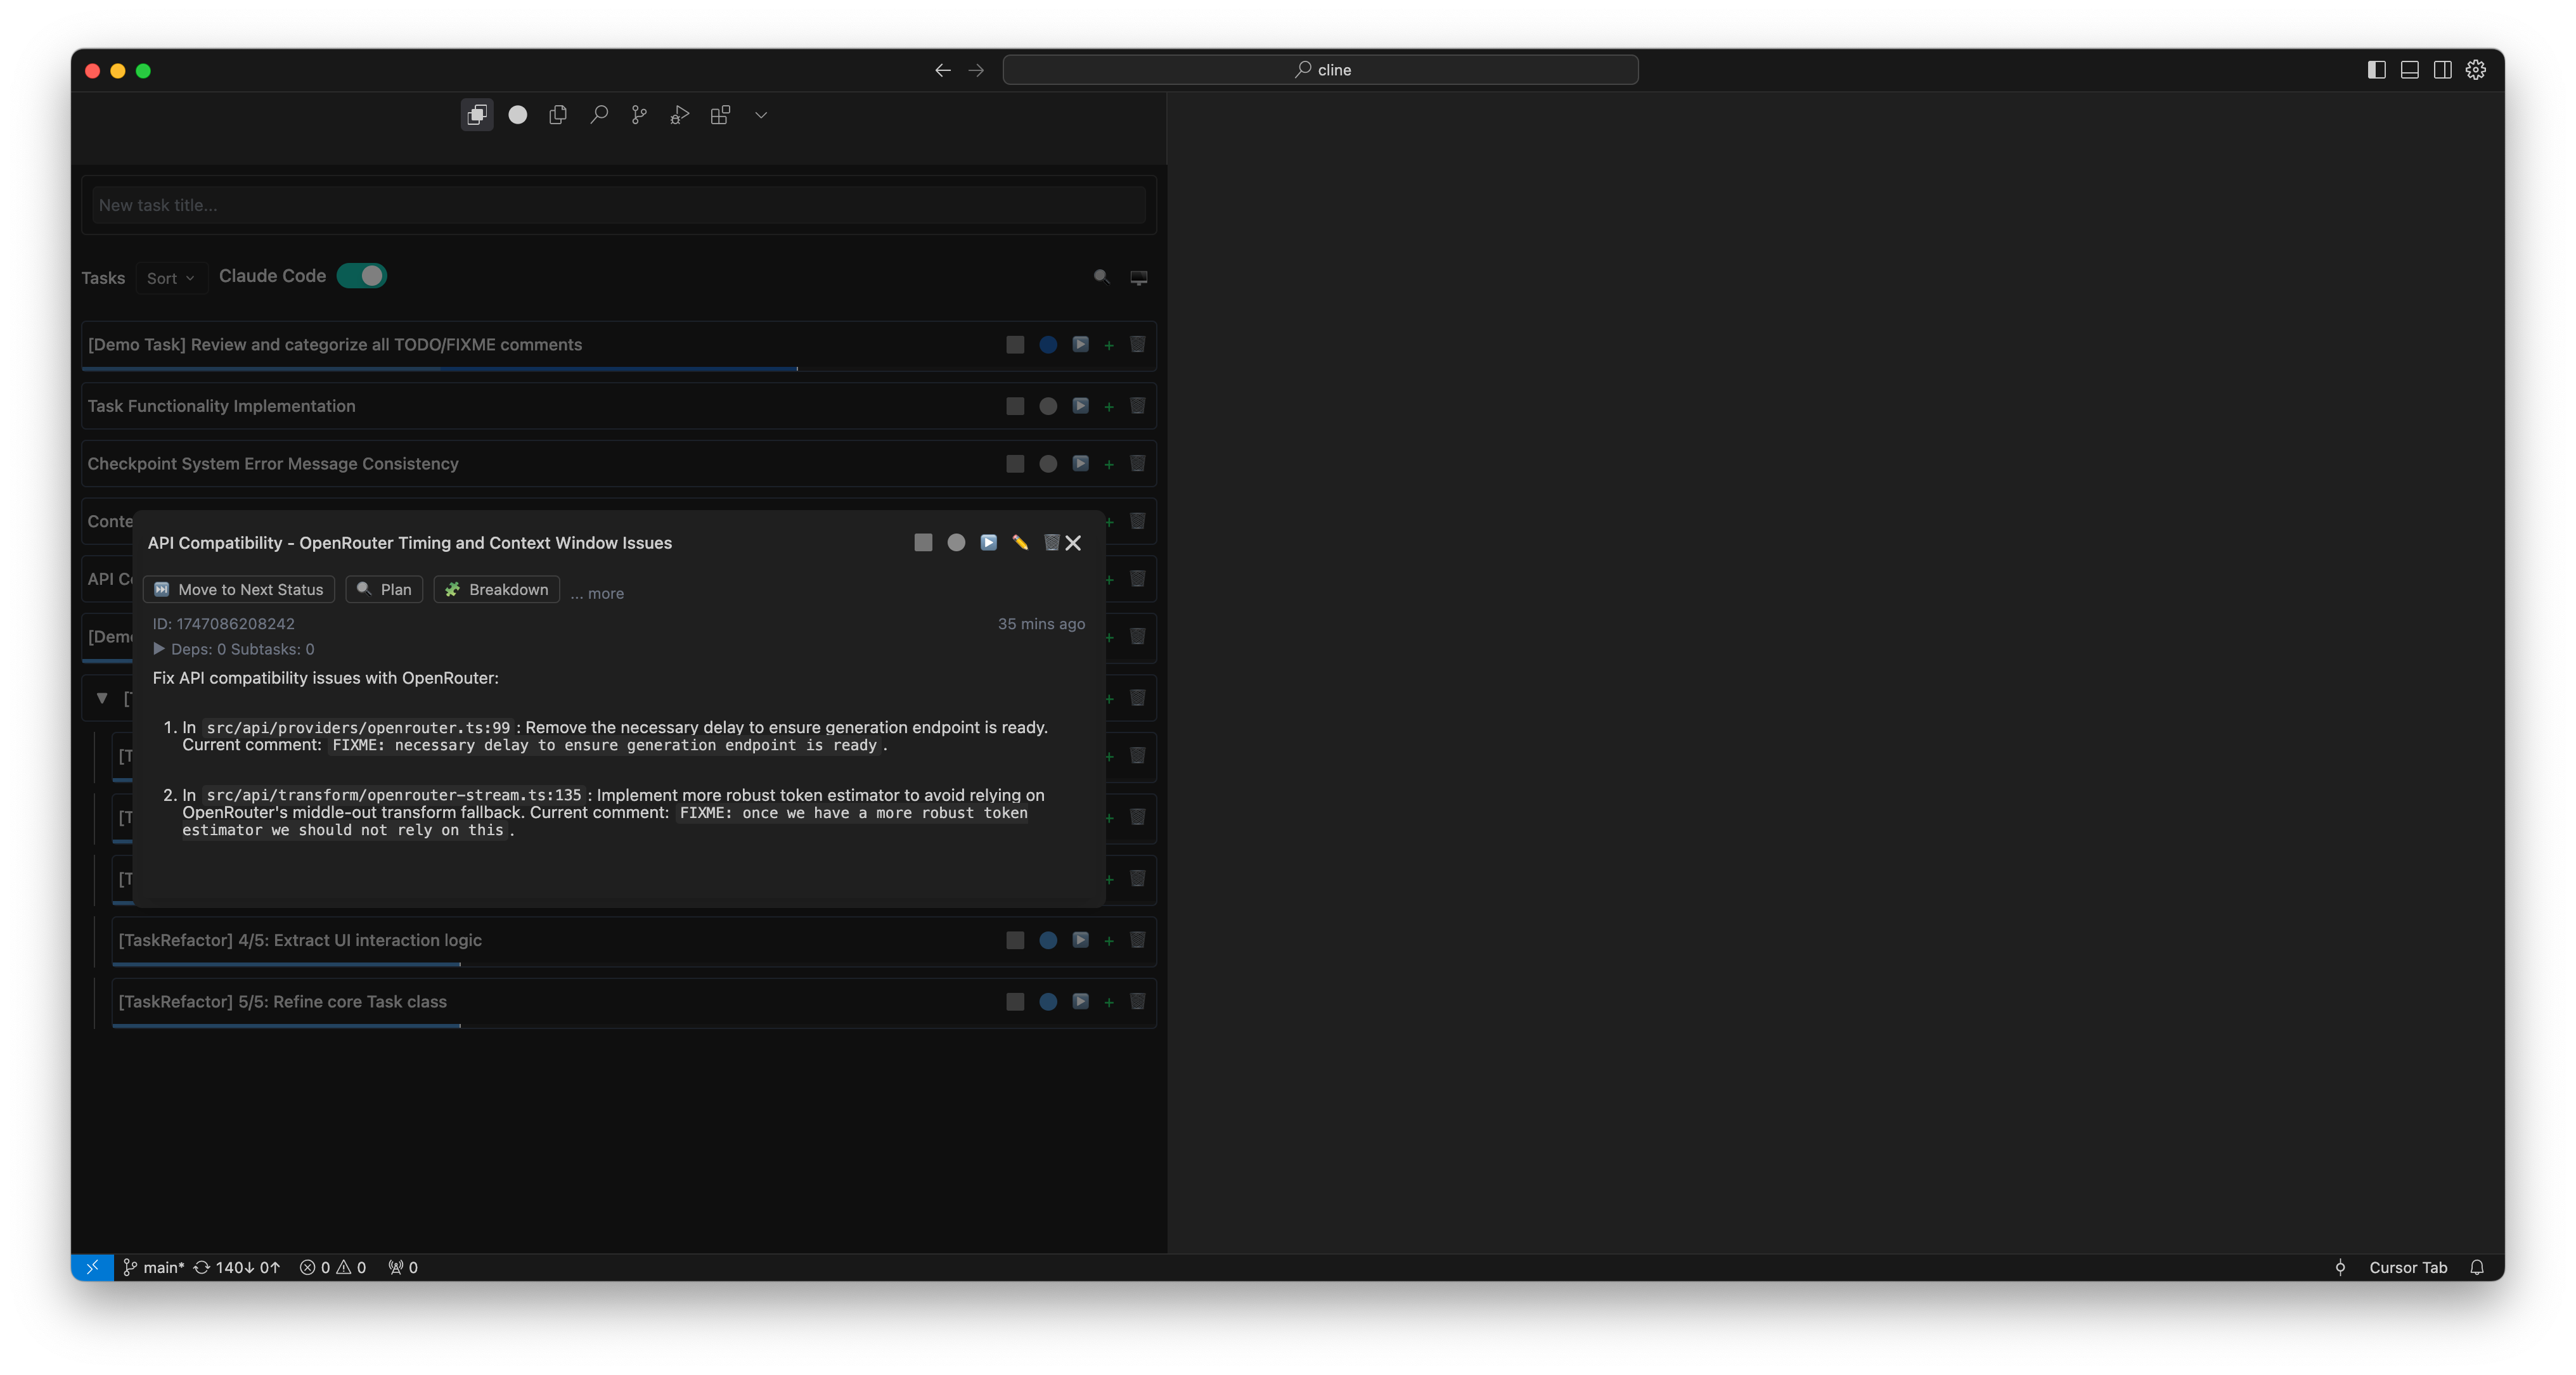 cline
New task title...
Tasks Sort Claude Code
[Demo Task] Review and categorize all TODO/FIXME comments
Task Functionality Implementation
Checkpoint System Error Message Consistency
Conte
API Compatibility - OpenRouter Timing and Context Window Issues
Move to Next Status Plan Breakdown ... more
API C
ID: 1747086208242 35 mins ago
[Demo
Deps: 0 Subtasks: 0
Fix API compatibility issues with OpenRouter:
1. In src/api/providers/openrouter.ts:99 : Remove the necessary delay to ensure generation endpoint is ready.
Current comment: FIXME: necessary delay to ensure generation endpoint is ready .
2. In src/api/transform/openrouter-stream.ts:135 : Implement more robust token estimator to avoid relying on
OpenRouter's middle-out transform fallback. Current comment: FIXME: once we have a more robust token
estimator we should not rely on this .
[T
[T
[T
[TaskRefactor] 4/5: Extract UI interaction logic
[TaskRefactor] 5/5: Refine core Task class
main* 140↓ 0↑ 0 0 0 Cursor Tab